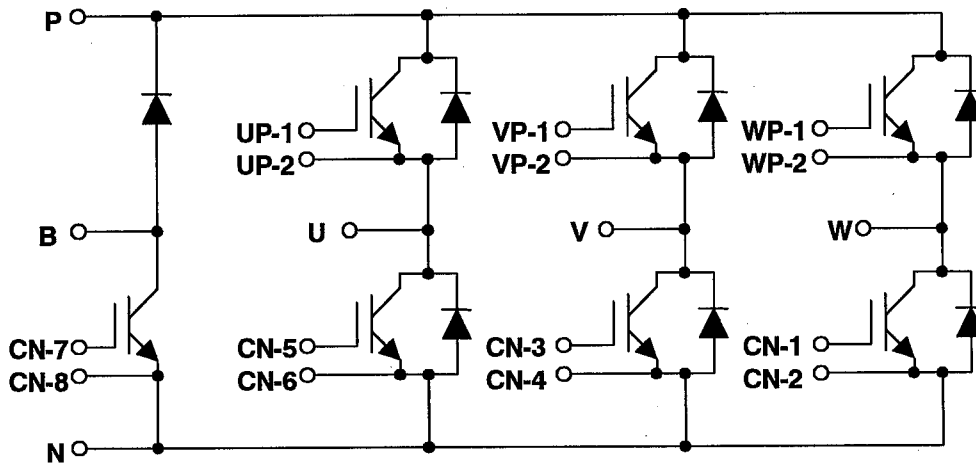 P
UP-1
UP-2
VP-1
VP-2
WP-1
WP-2
B
U
V
W
CN-7
CN-8
CN-5
CN-6
CN-3
CN-4
CN-1
CN-2
N